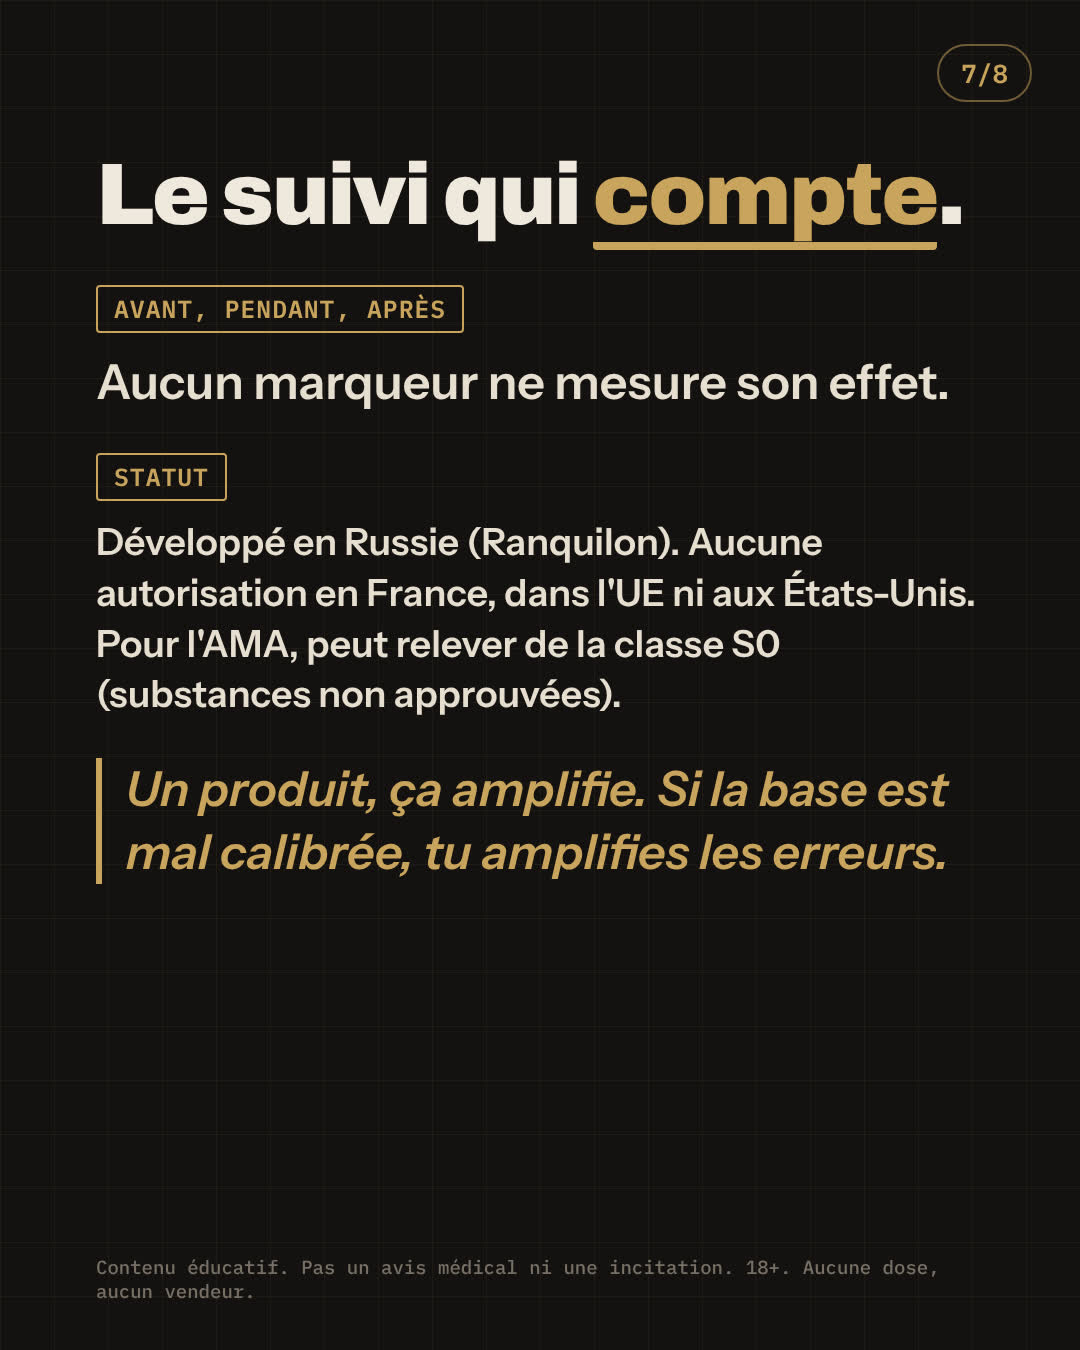 7/8
Le suivi qui compte.
AVANT, PENDANT, APRÈS
Aucun marqueur ne mesure son effet.
STATUT
Développé en Russie (Ranquilon). Aucune
autorisation en France, dans l'UE ni aux États-Unis.
Pour l'AMA, peut relever de la classe S0
(substances non approuvées).
Un produit, ça amplifie. Si la base est
mal calibrée, tu amplifies les erreurs.
Contenu éducatif. Pas un avis médical ni une incitation. 18+. Aucune dose,
aucun vendeur.